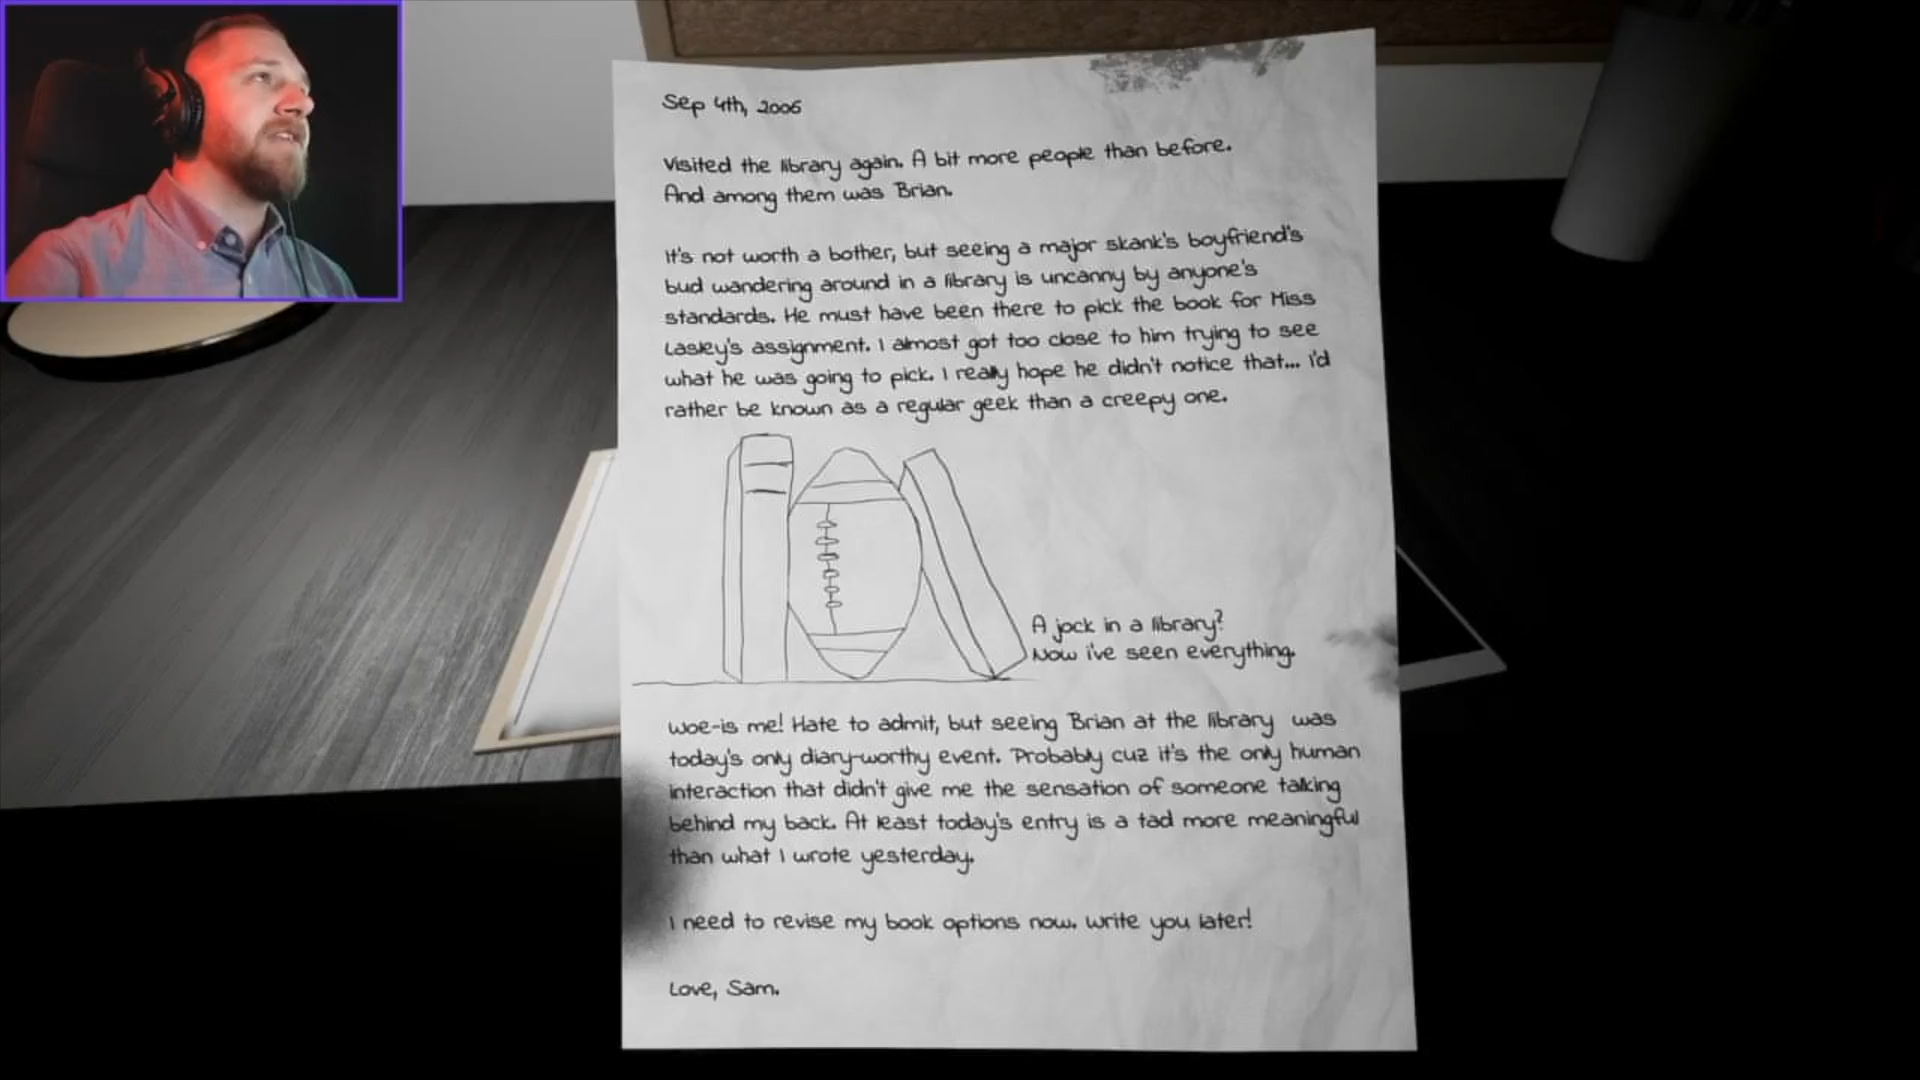 Sep 4th, 2006
Visited the library again. A bit more people than before.
And among them was Brian.
It's not worth a bother, but seeing a major skank's boyfriend's
bud wandering around in a library is uncanny by anyone's
standards. He must have been there to pick the book for Miss
Lasley's assignment. I almost got too close to him trying to see
what he was going to pick. I really hope he didn't notice that... i'd
rather be known as a regular geek than a creepy one.
A jock in a library?
Now i've seen everything.
Woe-is me! Hate to admit, but seeing Brian at the library was
today's only diary-worthy event. Probably cuz it's the only human
interaction that didn't give me the sensation of someone talking
behind my back. At least today's entry is a tad more meaningful
than what I wrote yesterday.
I need to revise my book options now. Write you later!
Love, Sam.